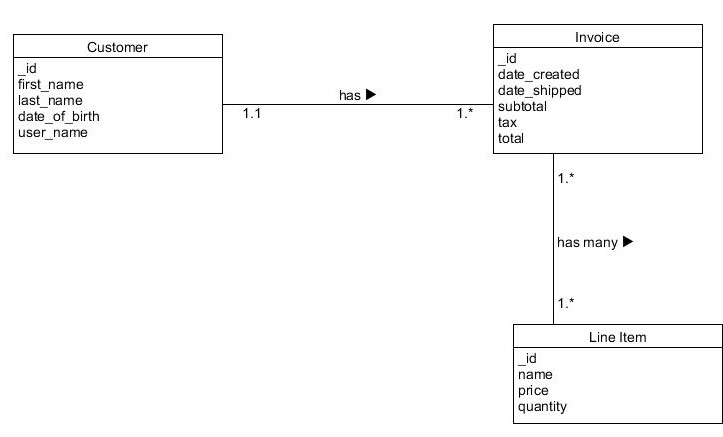 Customer
_id
first_name
last_name
date_of_birth
user_name
has ▶
1.1
1.*
Invoice
_id
date_created
date_shipped
subtotal
tax
total
1.*
has many ▶
1.*
Line Item
_id
name
price
quantity